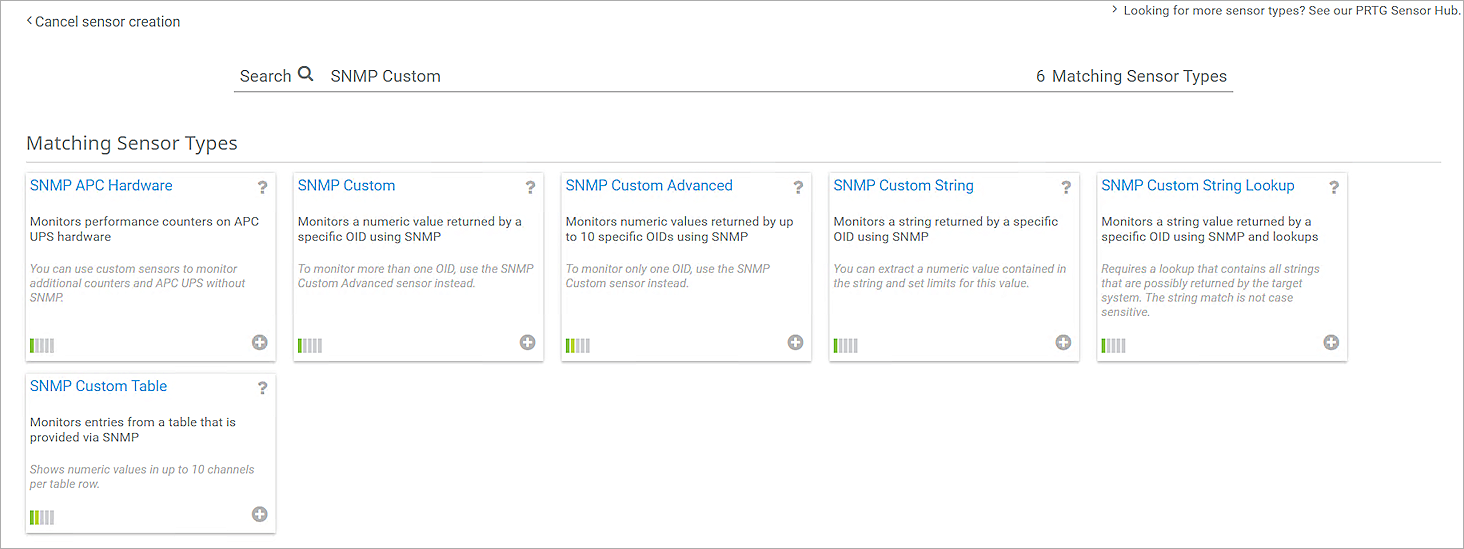 Cancel sensor creation
Looking for more sensor types? See our PRTG Sensor Hub.
Search SNMP Custom 6 Matching Sensor Types
Matching Sensor Types
SNMP APC Hardware ?
Monitors performance counters on APC
UPS hardware
You can use custom sensors to monitor
additional counters and APC UPS without
SNMP.
SNMP Custom ?
Monitors a numeric value returned by a
specific OID using SNMP
To monitor more than one OID, use the SNMP
Custom Advanced sensor instead.
SNMP Custom Advanced ?
Monitors numeric values returned by up
to 10 specific OIDs using SNMP
To monitor only one OID, use the SNMP
Custom sensor instead.
SNMP Custom String ?
Monitors a string returned by a specific
OID using SNMP
You can extract a numeric value contained in
the string and set limits for this value.
SNMP Custom String Lookup ?
Monitors a string value returned by a
specific OID using SNMP and lookups
Requires a lookup that contains all strings
that are possibly returned by the target
system. The string match is not case
sensitive.
SNMP Custom Table ?
Monitors entries from a table that is
provided via SNMP
Shows numeric values in up to 10 channels
per table row.